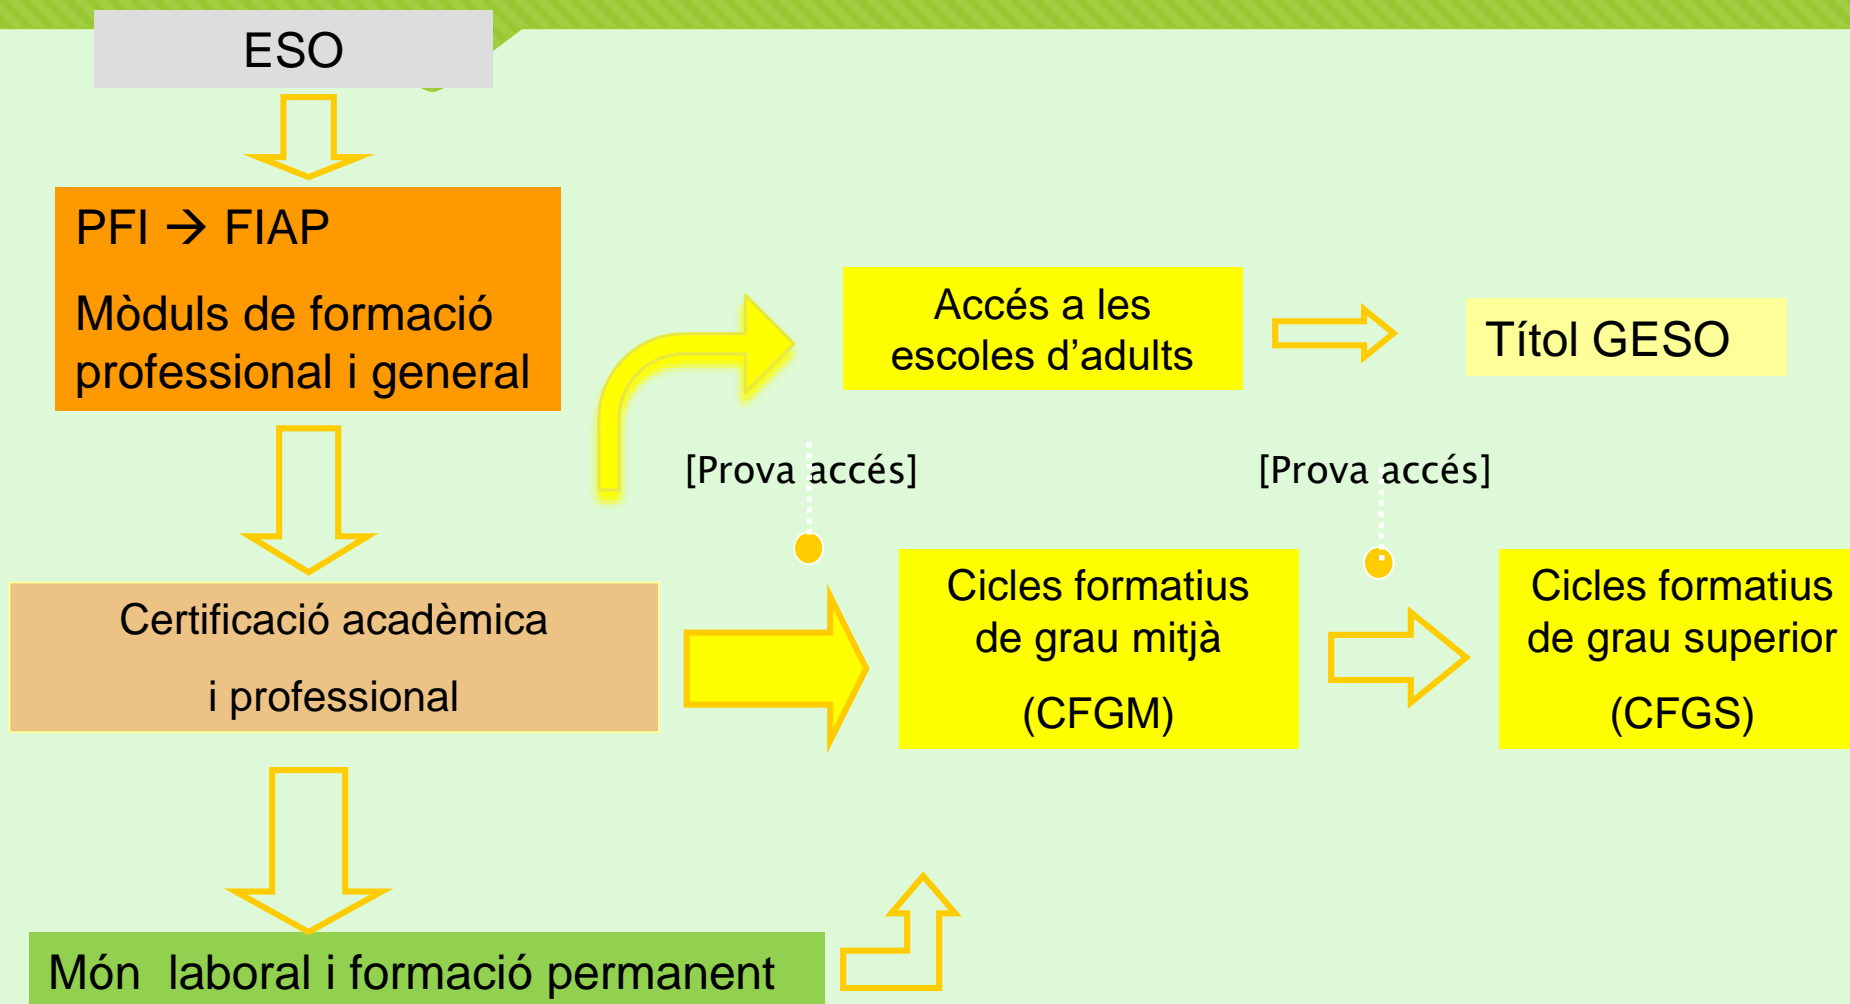 ESO
PFI → FIAP
Mòduls de formació
professional i general
Accés a les
escoles d’adults
Títol GESO
[Prova accés]
[Prova accés]
Certificació acadèmica
i professional
Cicles formatius
de grau mitjà
(CFGM)
Cicles formatius
de grau superior
(CFGS)
Món  laboral i formació permanent